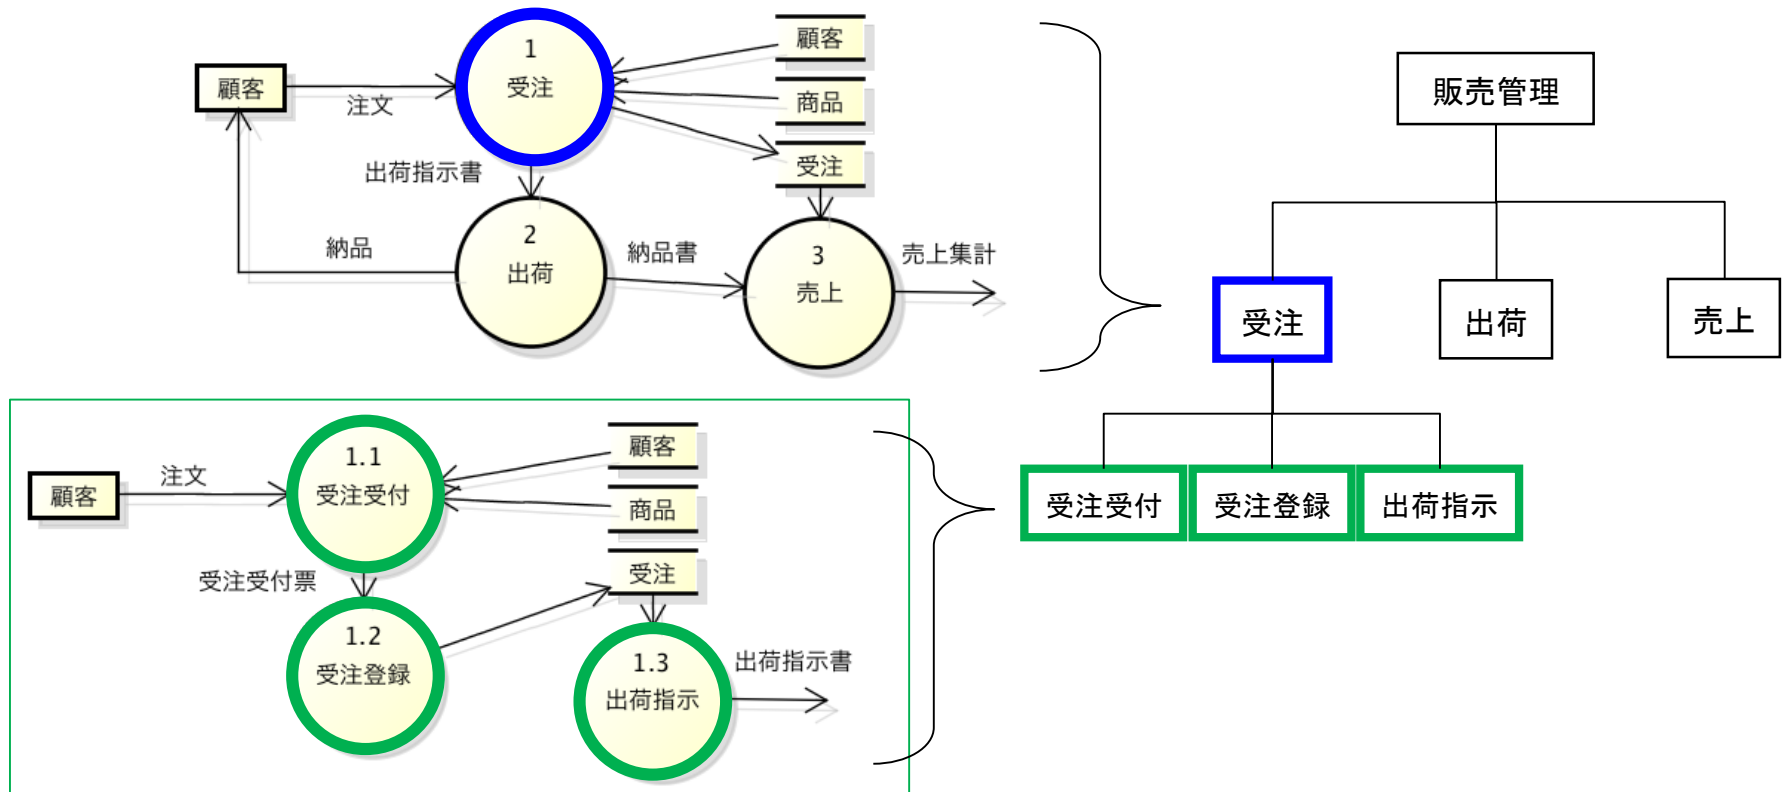 顧客
注文
1
受注
顧客
商品
受注
出荷指示書
納品
2
出荷
納品書
3
売上
売上集計
販売管理
受注
出荷
売上
顧客
注文
1.1
受注受付
顧客
商品
受注
受注受付票
1.2
受注登録
1.3
出荷指示
出荷指示書
受注受付
受注登録
出荷指示